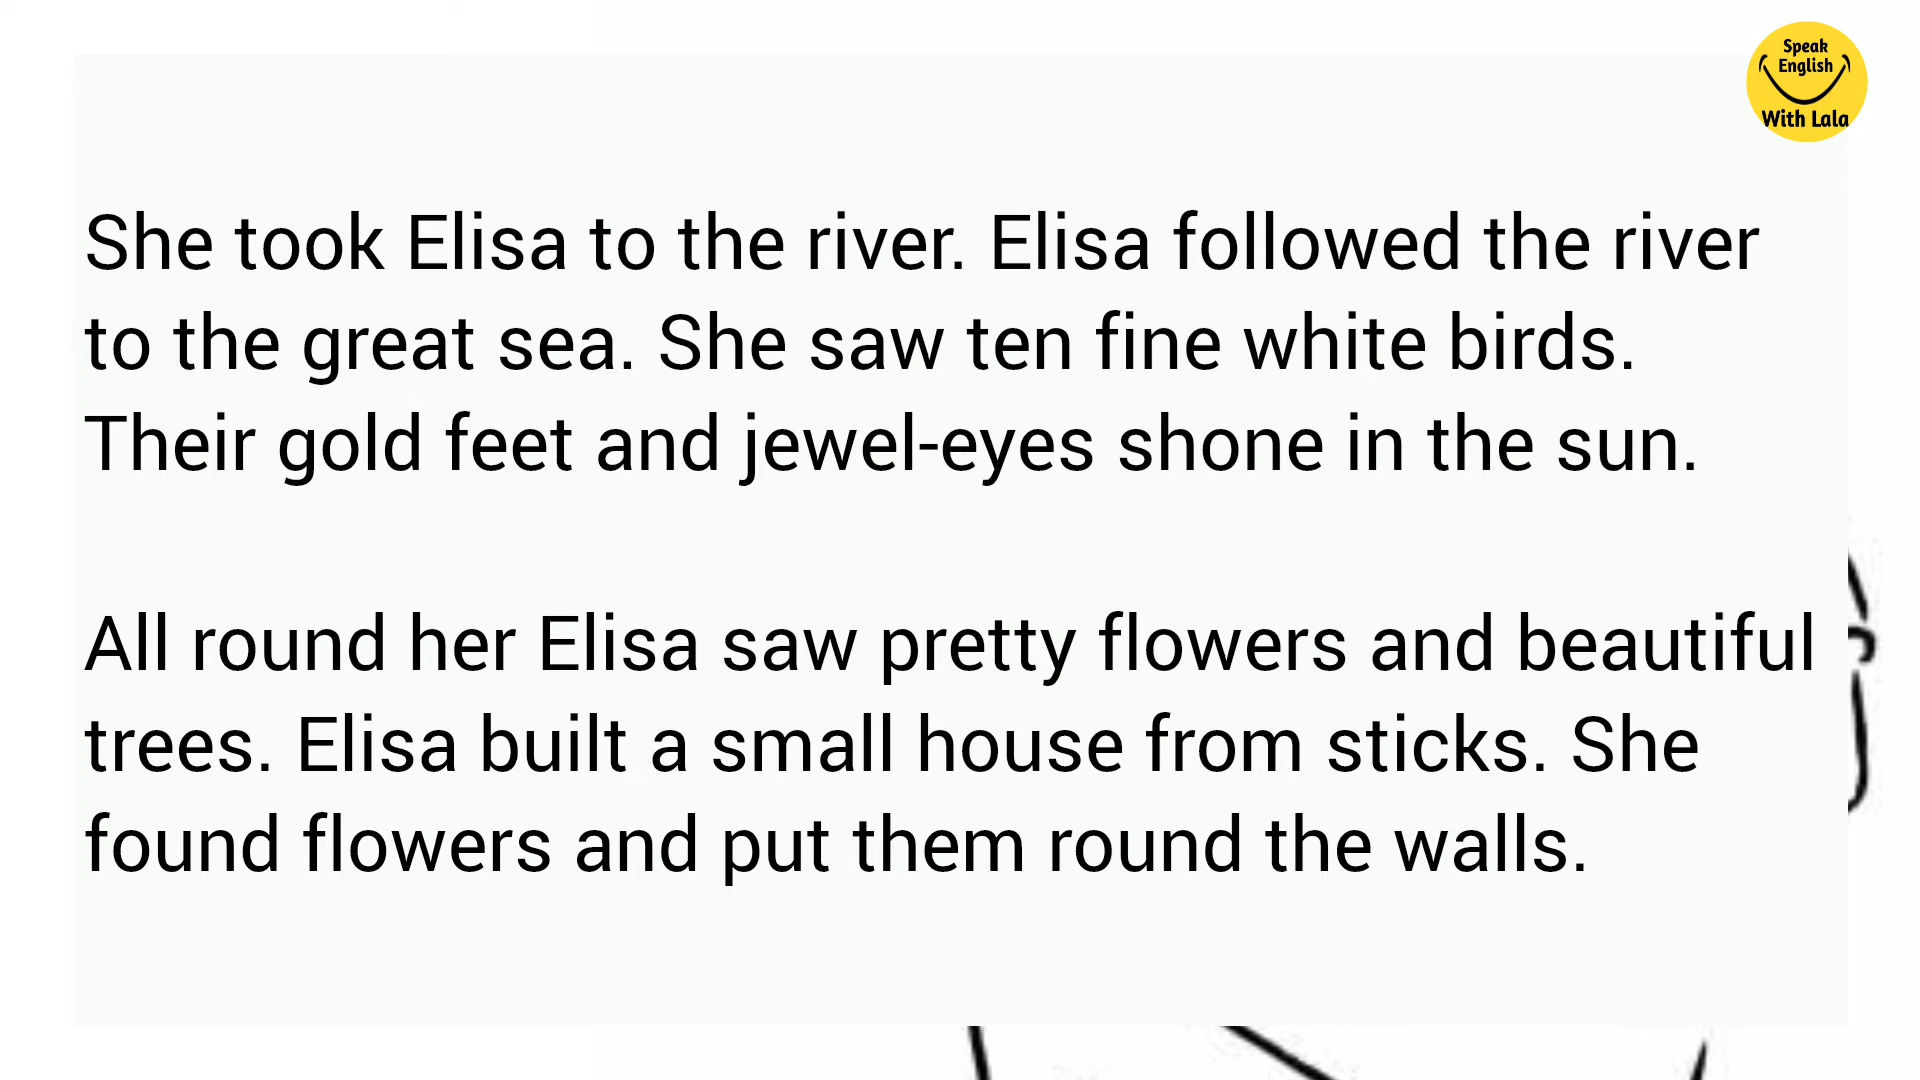 Speak
English
With Lala
She took Elisa to the river. Elisa followed the river
to the great sea. She saw ten fine white birds.
Their gold feet and jewel-eyes shone in the sun.
All round her Elisa saw pretty flowers and beautiful
trees. Elisa built a small house from sticks. She
found flowers and put them round the walls.